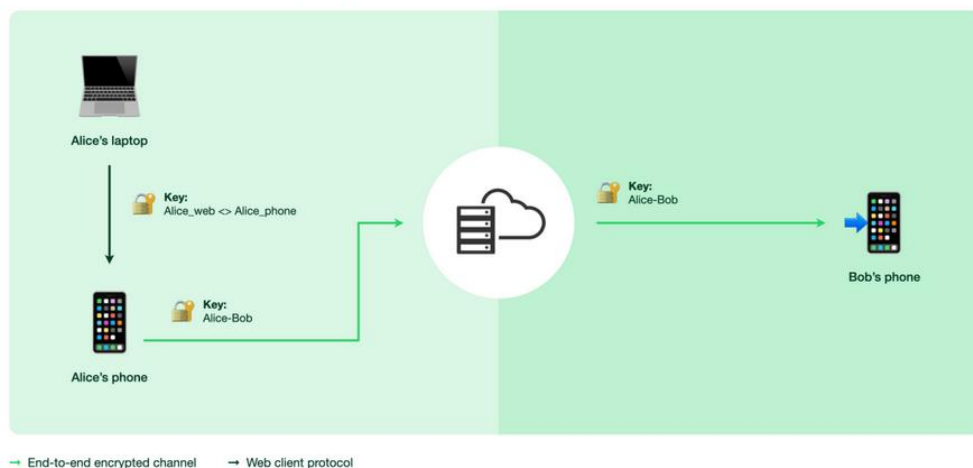 Alice's laptop
Key:
Alice_web <> Alice_phone
Key:
Alice-Bob
Alice's phone
Key:
Alice-Bob
Bob's phone
→ End-to-end encrypted channel
→ Web client protocol